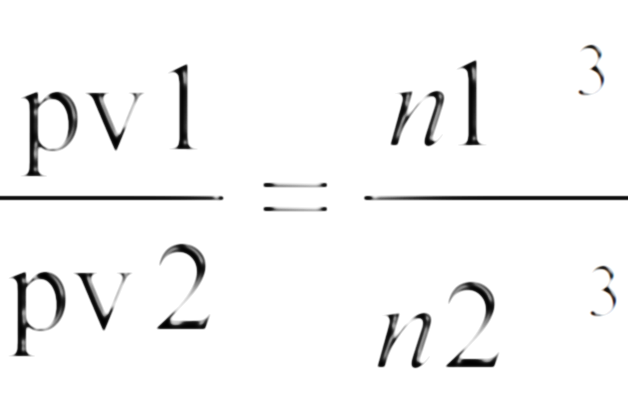 pv1 = n1 3
pv2 n2 3